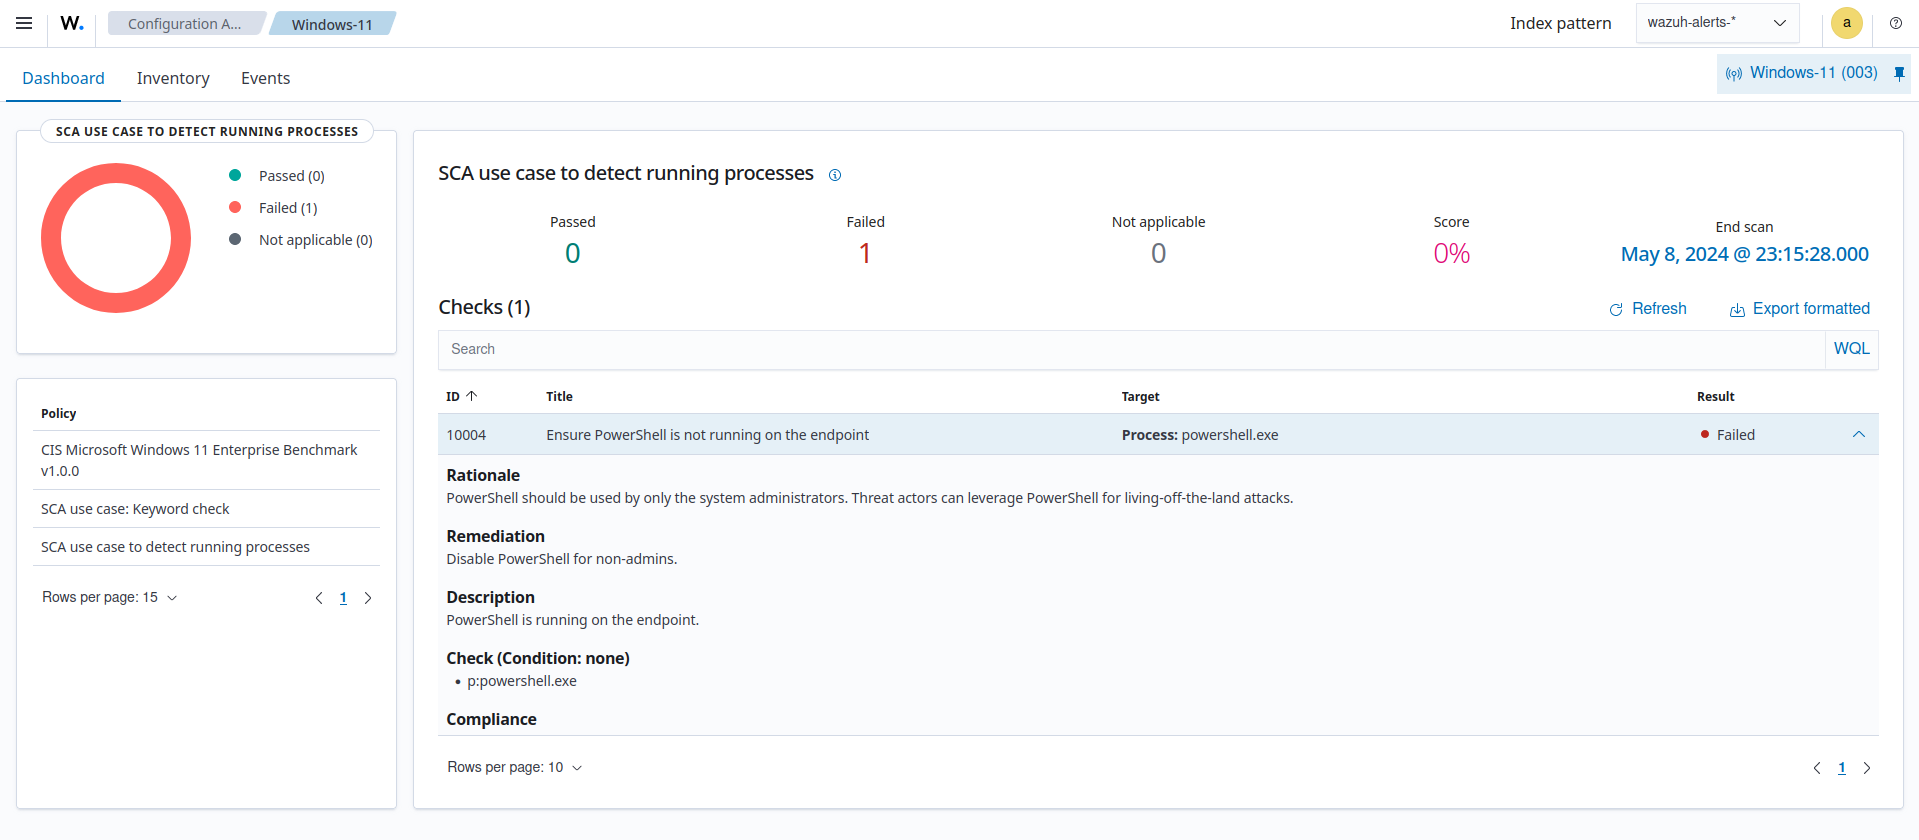 W.
Configuration A...
Windows-11
Index pattern
wazuh-alerts-*
a
Dashboard
Inventory
Events
Windows-11 (003)
SCA USE CASE TO DETECT RUNNING PROCESSES
Passed (0)
Failed (1)
Not applicable (0)
Policy
CIS Microsoft Windows 11 Enterprise Benchmark
v1.0.0
SCA use case: Keyword check
SCA use case to detect running processes
Rows per page: 15
1
SCA use case to detect running processes
Passed
0
Failed
1
Not applicable
0
Score
0%
End scan
May 8, 2024 @ 23:15:28.000
Checks (1)
Refresh
Export formatted
Search
WQL
ID
Title
Target
Result
10004
Ensure PowerShell is not running on the endpoint
Process: powershell.exe
Failed
Rationale
PowerShell should be used by only the system administrators. Threat actors can leverage PowerShell for living-off-the-land attacks.
Remediation
Disable PowerShell for non-admins.
Description
PowerShell is running on the endpoint.
Check (Condition: none)
• p:powershell.exe
Compliance
Rows per page: 10
1